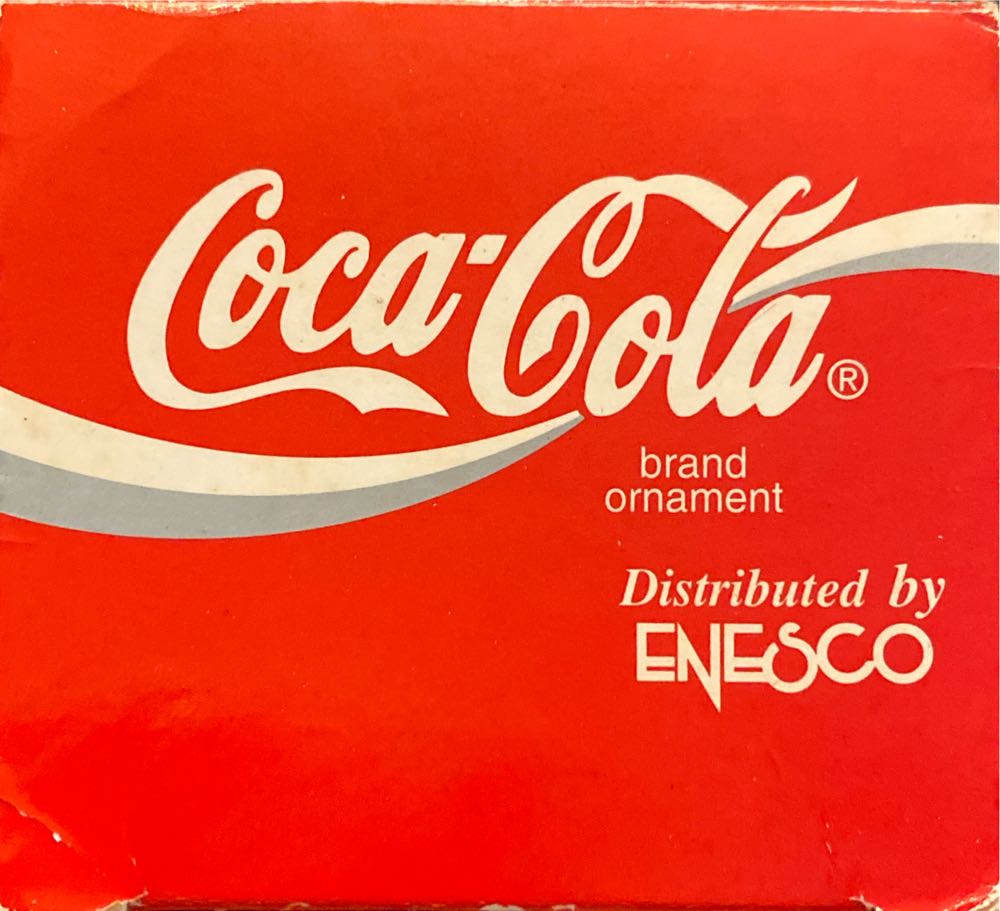 Coca-Cola®
brand
ornament
Distributed by
ENESCO